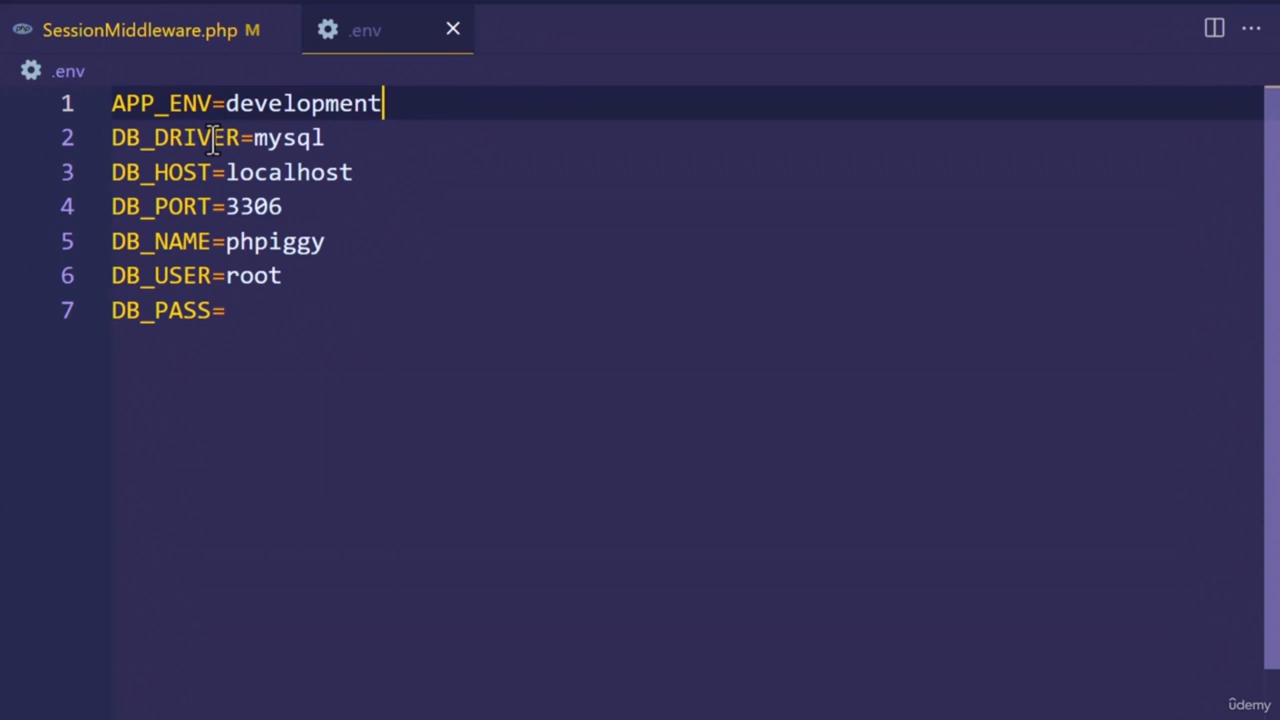 SessionMiddleware.php M
.env
.env
1 APP_ENV=development
2 DB_DRIVER=mysql
3 DB_HOST=localhost
4 DB_PORT=3306
5 DB_NAME=phpiggy
6 DB_USER=root
7 DB_PASS=
ûdemy